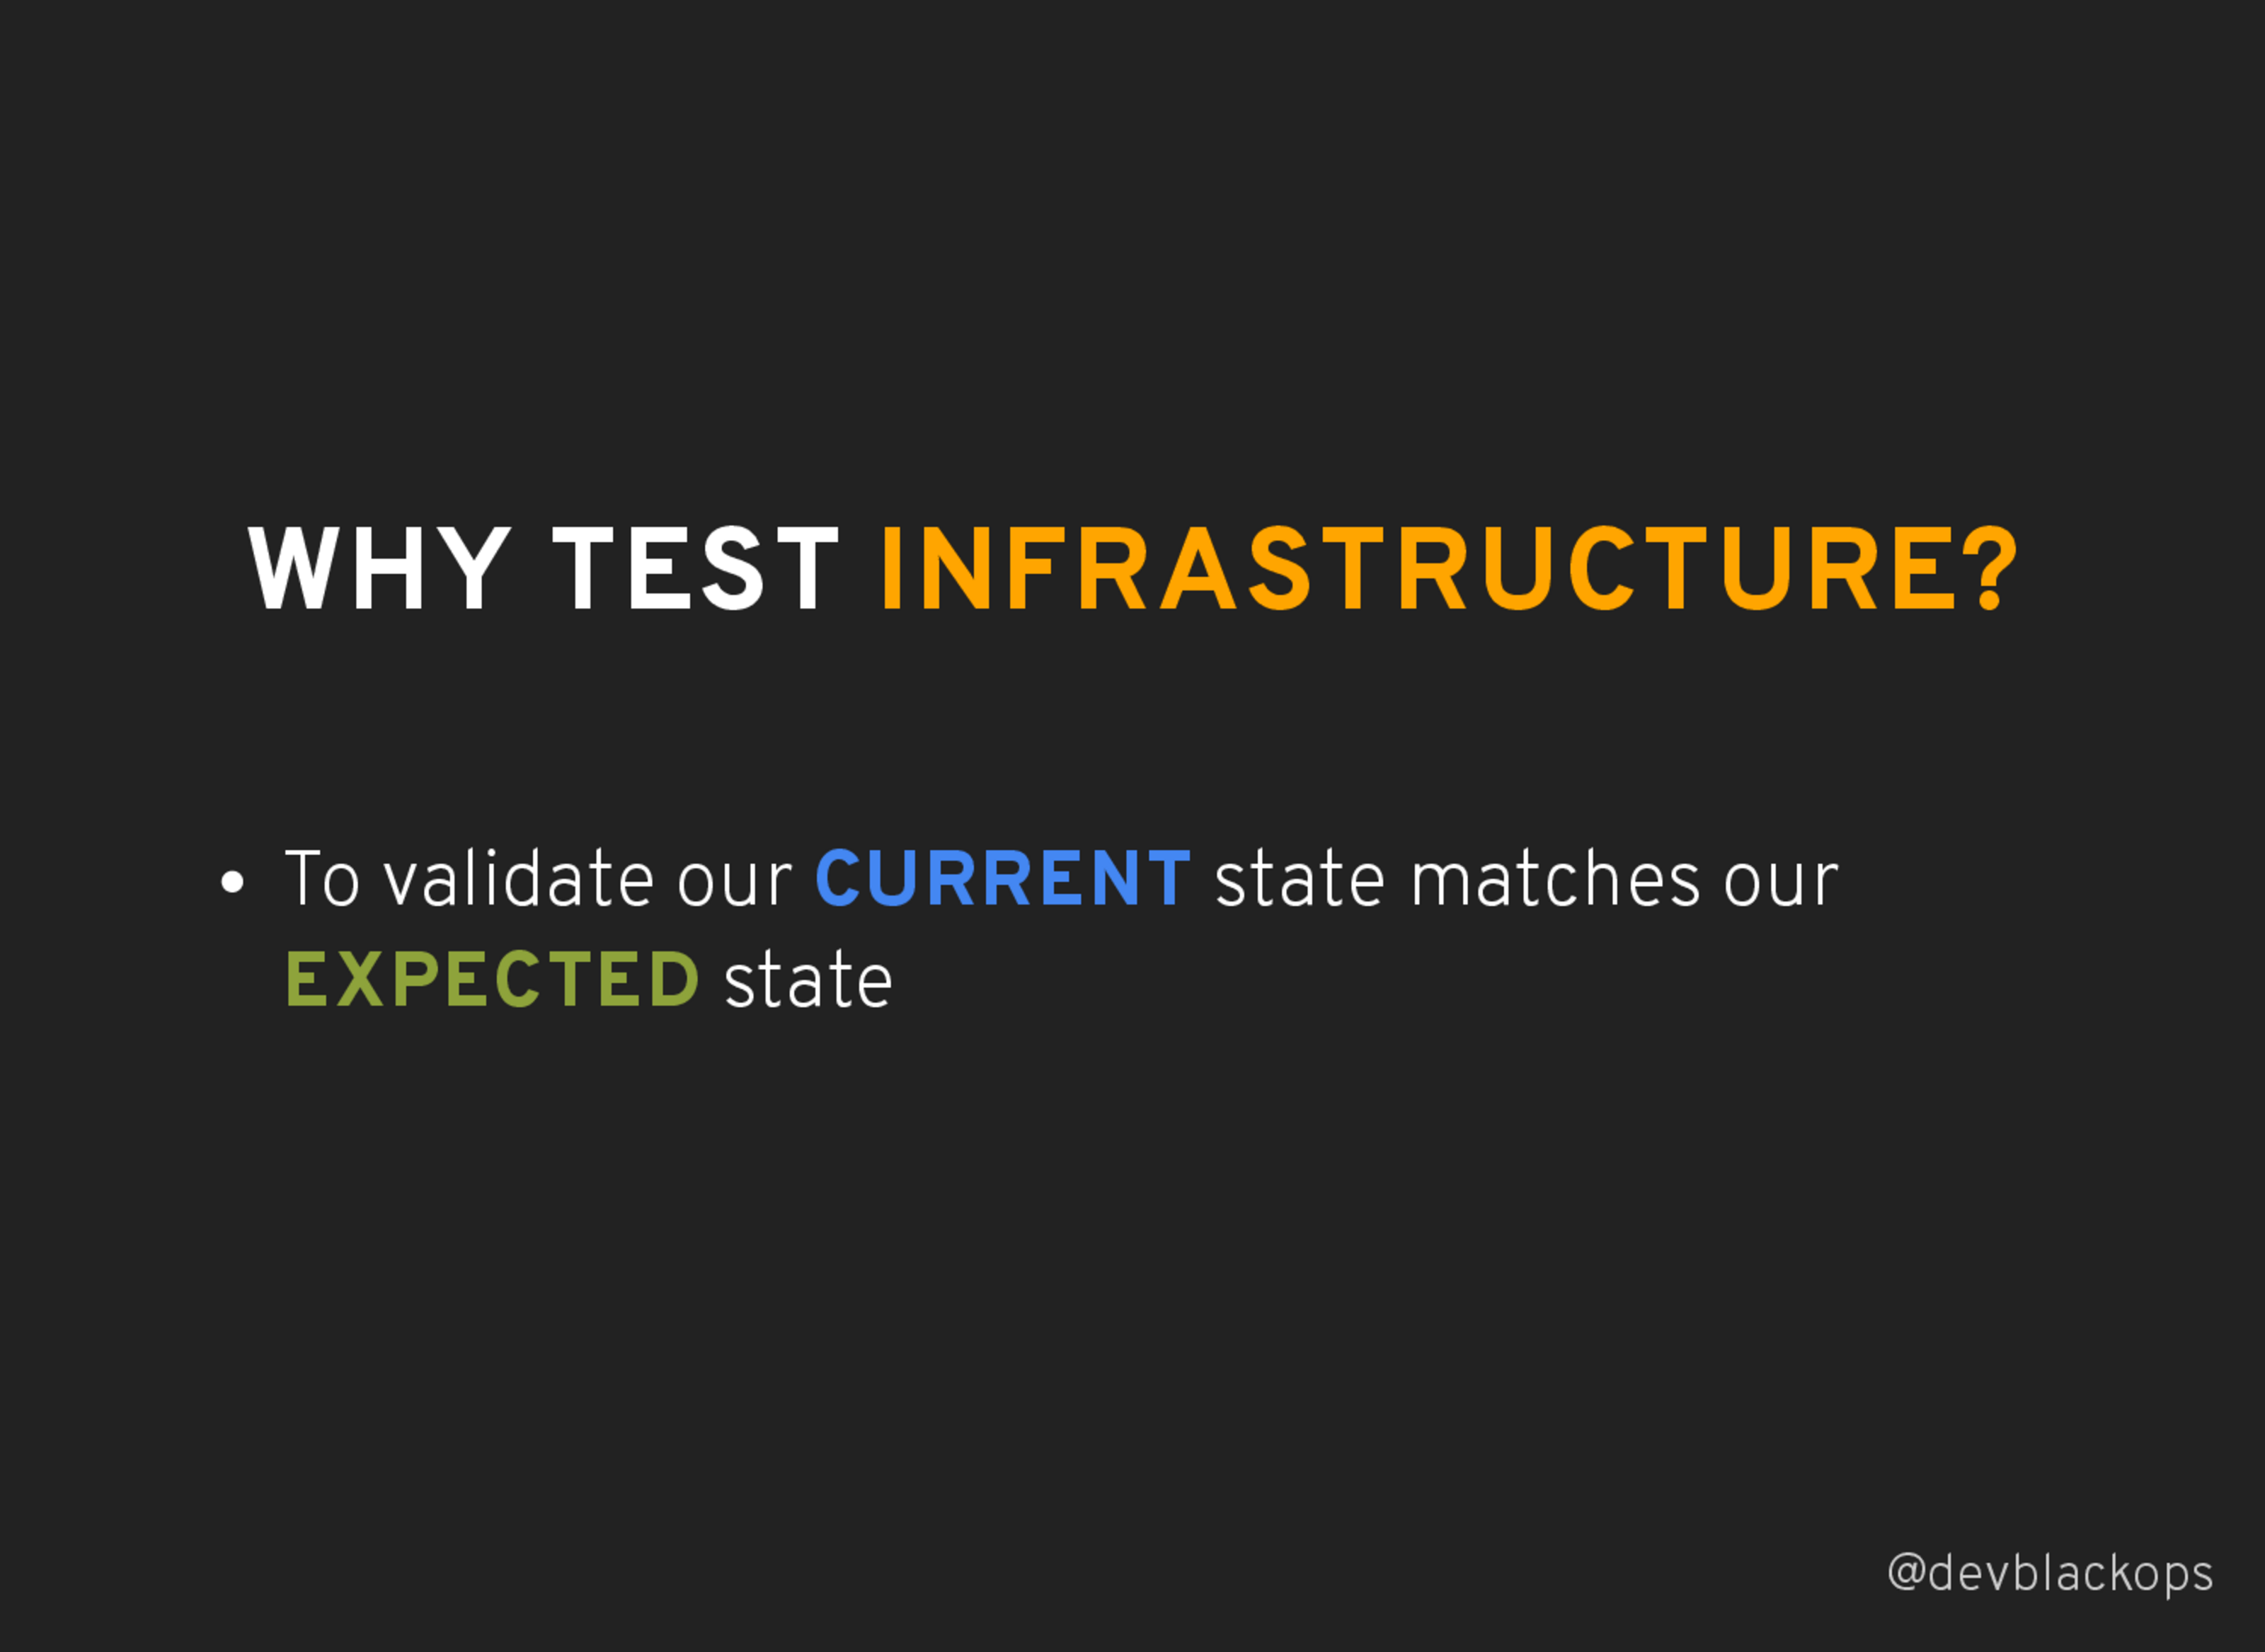 WHY TEST INFRASTRUCTURE?
• To validate our CURRENT state matches our
EXPECTED state
@devblackops